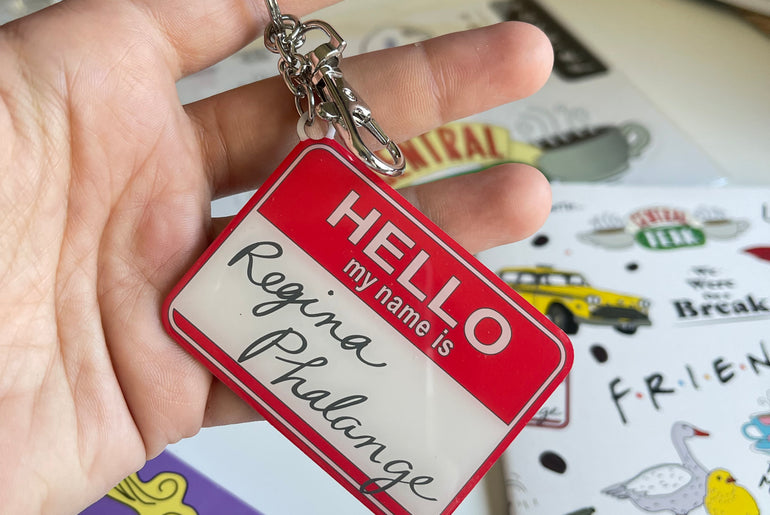 HELLO
my name is
Regina
Phalange
CENTRAL
CENTRAL
PERK
We
Were
on a
Break
F·R·I·E·N